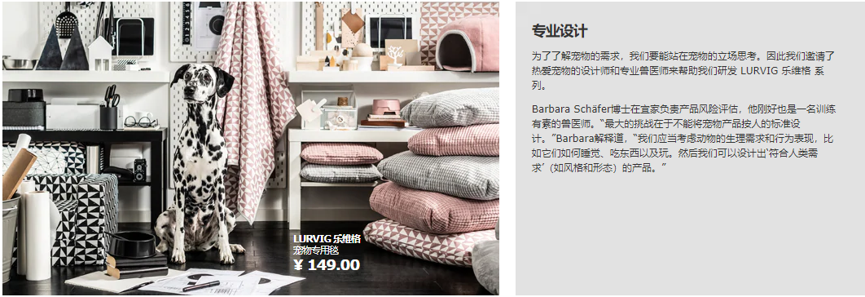 LURVIG 乐维格
宠物专用毯
¥ 149.00
专业设计
为了了解宠物的需求，我们要能站在宠物的立场思考。因此我们邀请了
热爱宠物的设计师和专业兽医师来帮助我们研发 LURVIG 乐维格 系
列。
Barbara Schäfer博士在宜家负责产品风险评估，他刚好也是一名训练
有素的兽医师。“最大的挑战在于不能将宠物产品按人的标准设
计。”Barbara解释道，“我们应当考虑动物的生理需求和行为表现，比
如它们如何睡觉、吃东西以及玩。然后我们可以设计出‘符合人类需
求’（如风格和形态）的产品。”